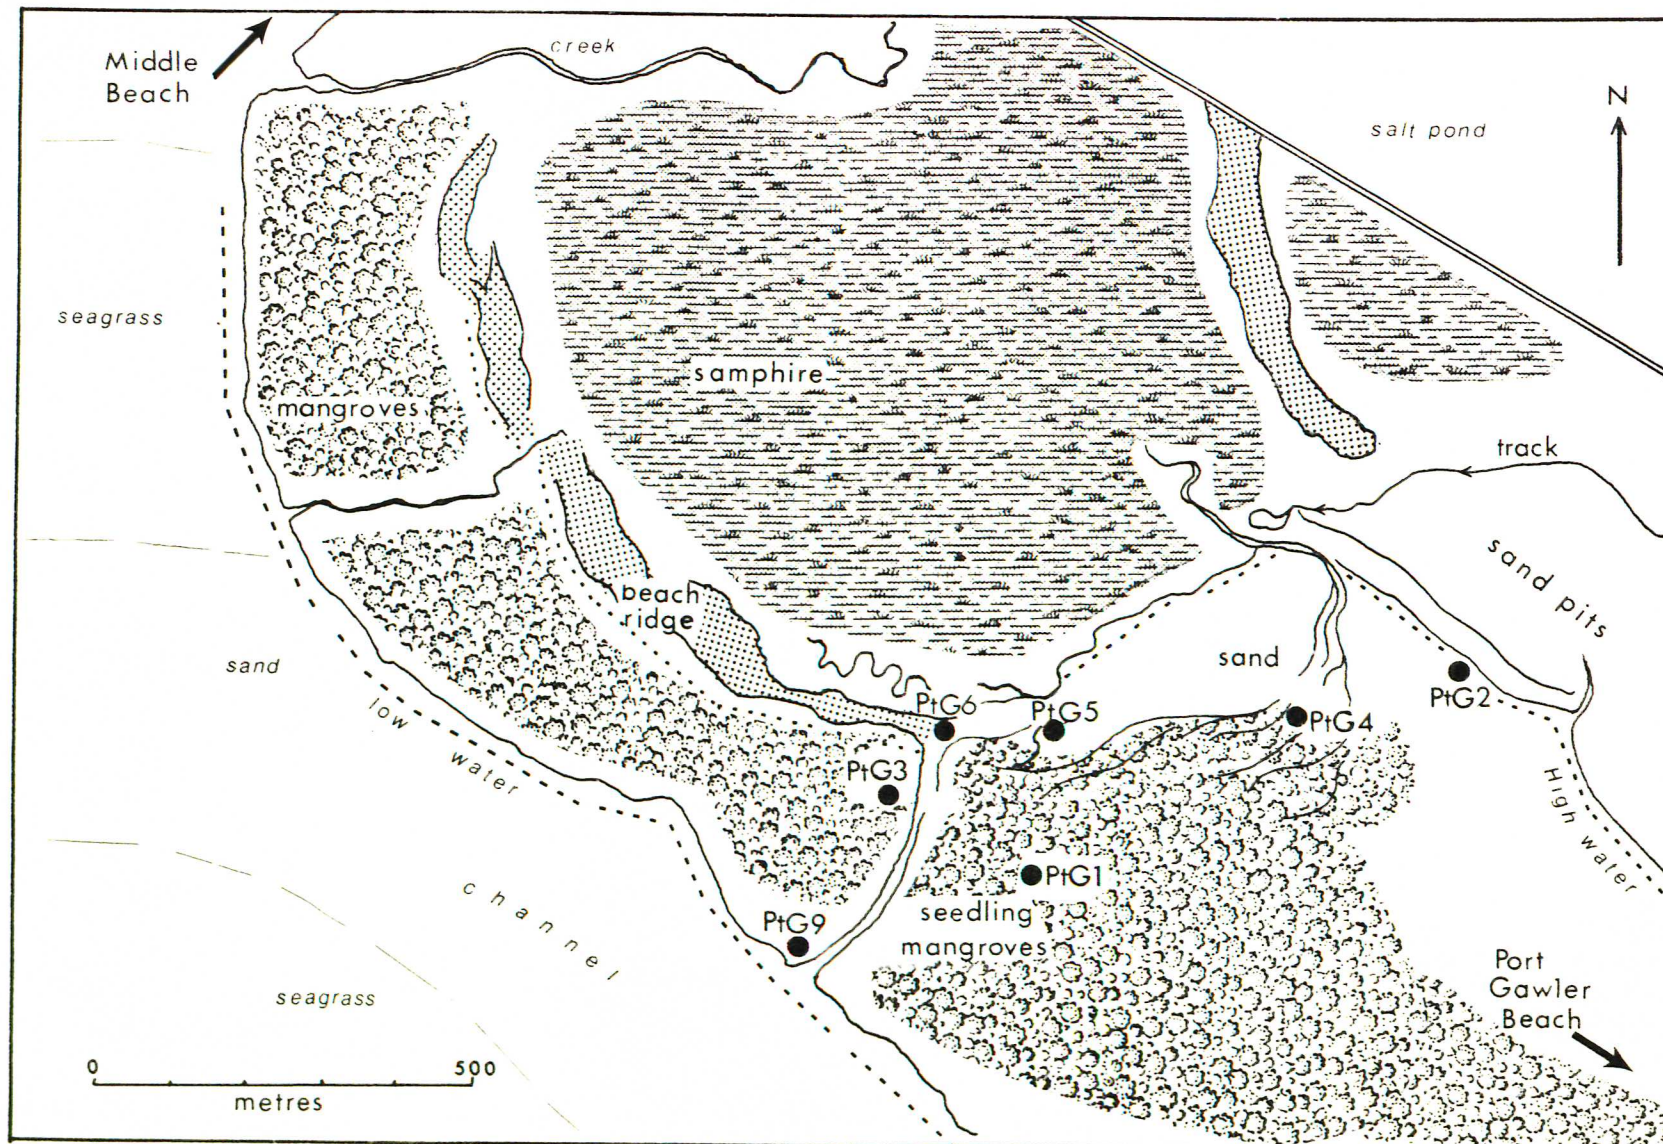 Middle
Beach
creek
N
salt pond
seagrass
samphire
mangroves
track
sand pits
beach
ridge
sand
sand
PtG2
PtG6
PtG5
PtG4
low water
PtG3
High water
PtG1
channel
seedling
mangroves
PtG9
Port
Gawler
Beach
seagrass
0 500
metres